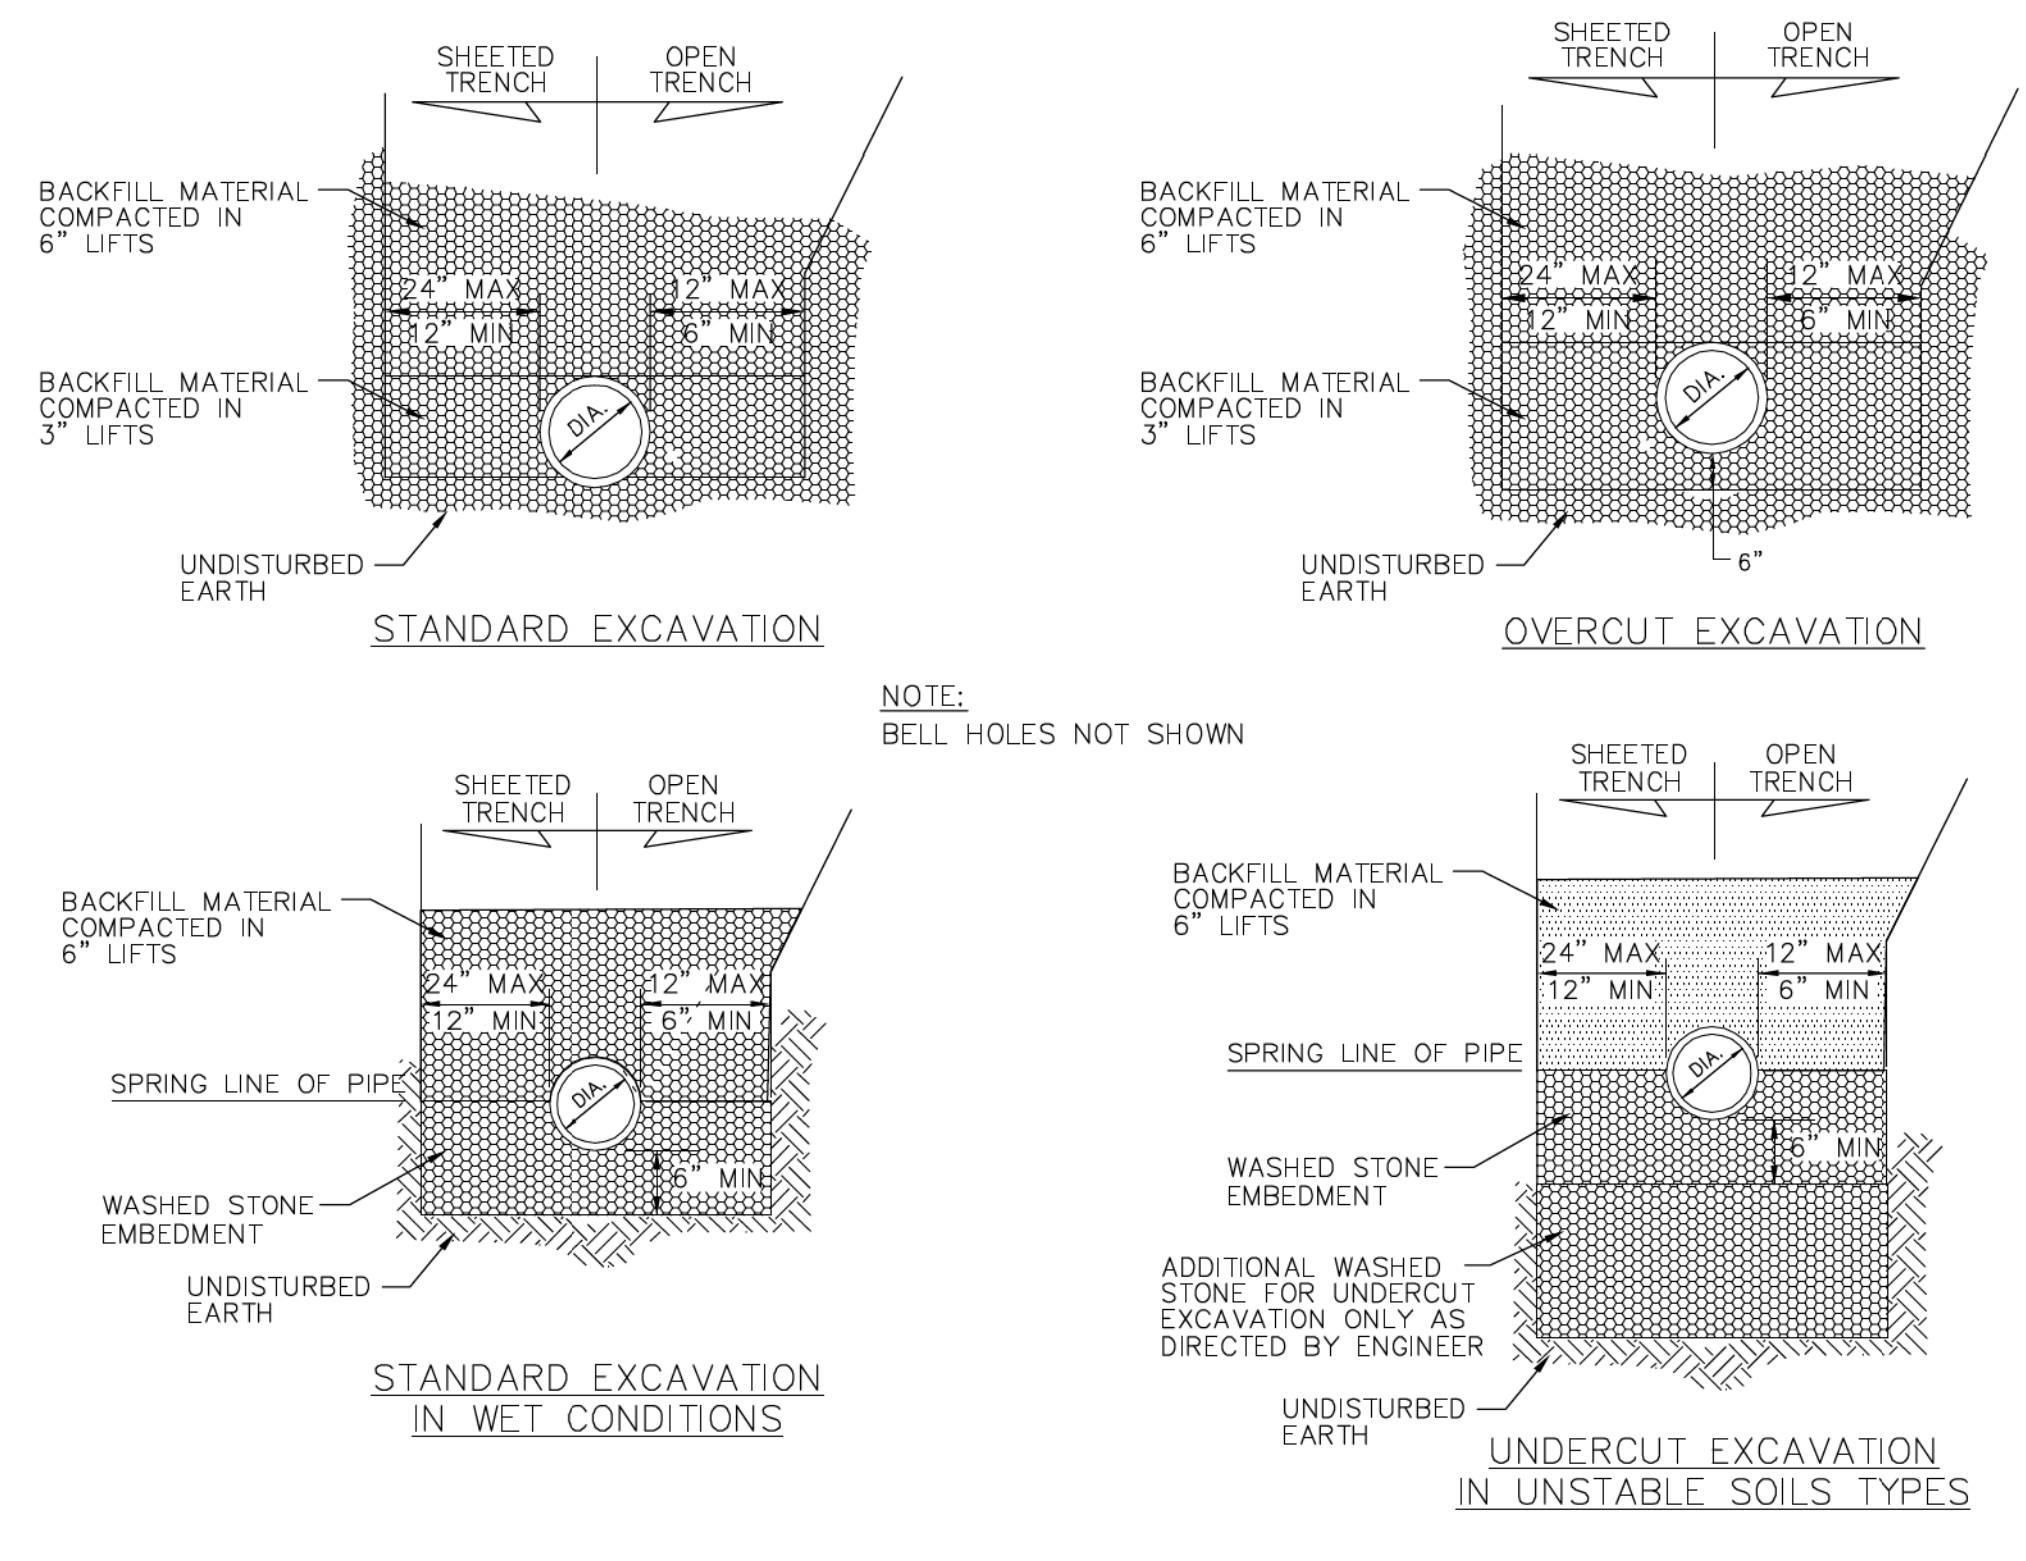 SHEETED
TRENCH
OPEN
TRENCH
BACKFILL MATERIAL
COMPACTED IN
6” LIFTS
24” MAX
12” MIN
12” MAX
6” MIN
BACKFILL MATERIAL
COMPACTED IN
3” LIFTS
DIA.
UNDISTURBED
EARTH
STANDARD EXCAVATION
SHEETED
TRENCH
OPEN
TRENCH
BACKFILL MATERIAL
COMPACTED IN
6” LIFTS
24” MAX
12” MIN
12” MAX
6” MIN
BACKFILL MATERIAL
COMPACTED IN
3” LIFTS
DIA.
UNDISTURBED
EARTH
6”
OVERCUT EXCAVATION
NOTE:
BELL HOLES NOT SHOWN
SHEETED
TRENCH
OPEN
TRENCH
BACKFILL MATERIAL
COMPACTED IN
6” LIFTS
24” MAX
12” MIN
12” MAX
6” MIN
SPRING LINE OF PIPE
DIA.
6” MIN
WASHED STONE
EMBEDMENT
UNDISTURBED
EARTH
STANDARD EXCAVATION
IN WET CONDITIONS
SHEETED
TRENCH
OPEN
TRENCH
BACKFILL MATERIAL
COMPACTED IN
6” LIFTS
24” MAX
12” MIN
12” MAX
6” MIN
SPRING LINE OF PIPE
DIA.
6” MIN
WASHED STONE
EMBEDMENT
ADDITIONAL WASHED
STONE FOR UNDERCUT
EXCAVATION ONLY AS
DIRECTED BY ENGINEER
UNDISTURBED
EARTH
UNDERCUT EXCAVATION
IN UNSTABLE SOILS TYPES